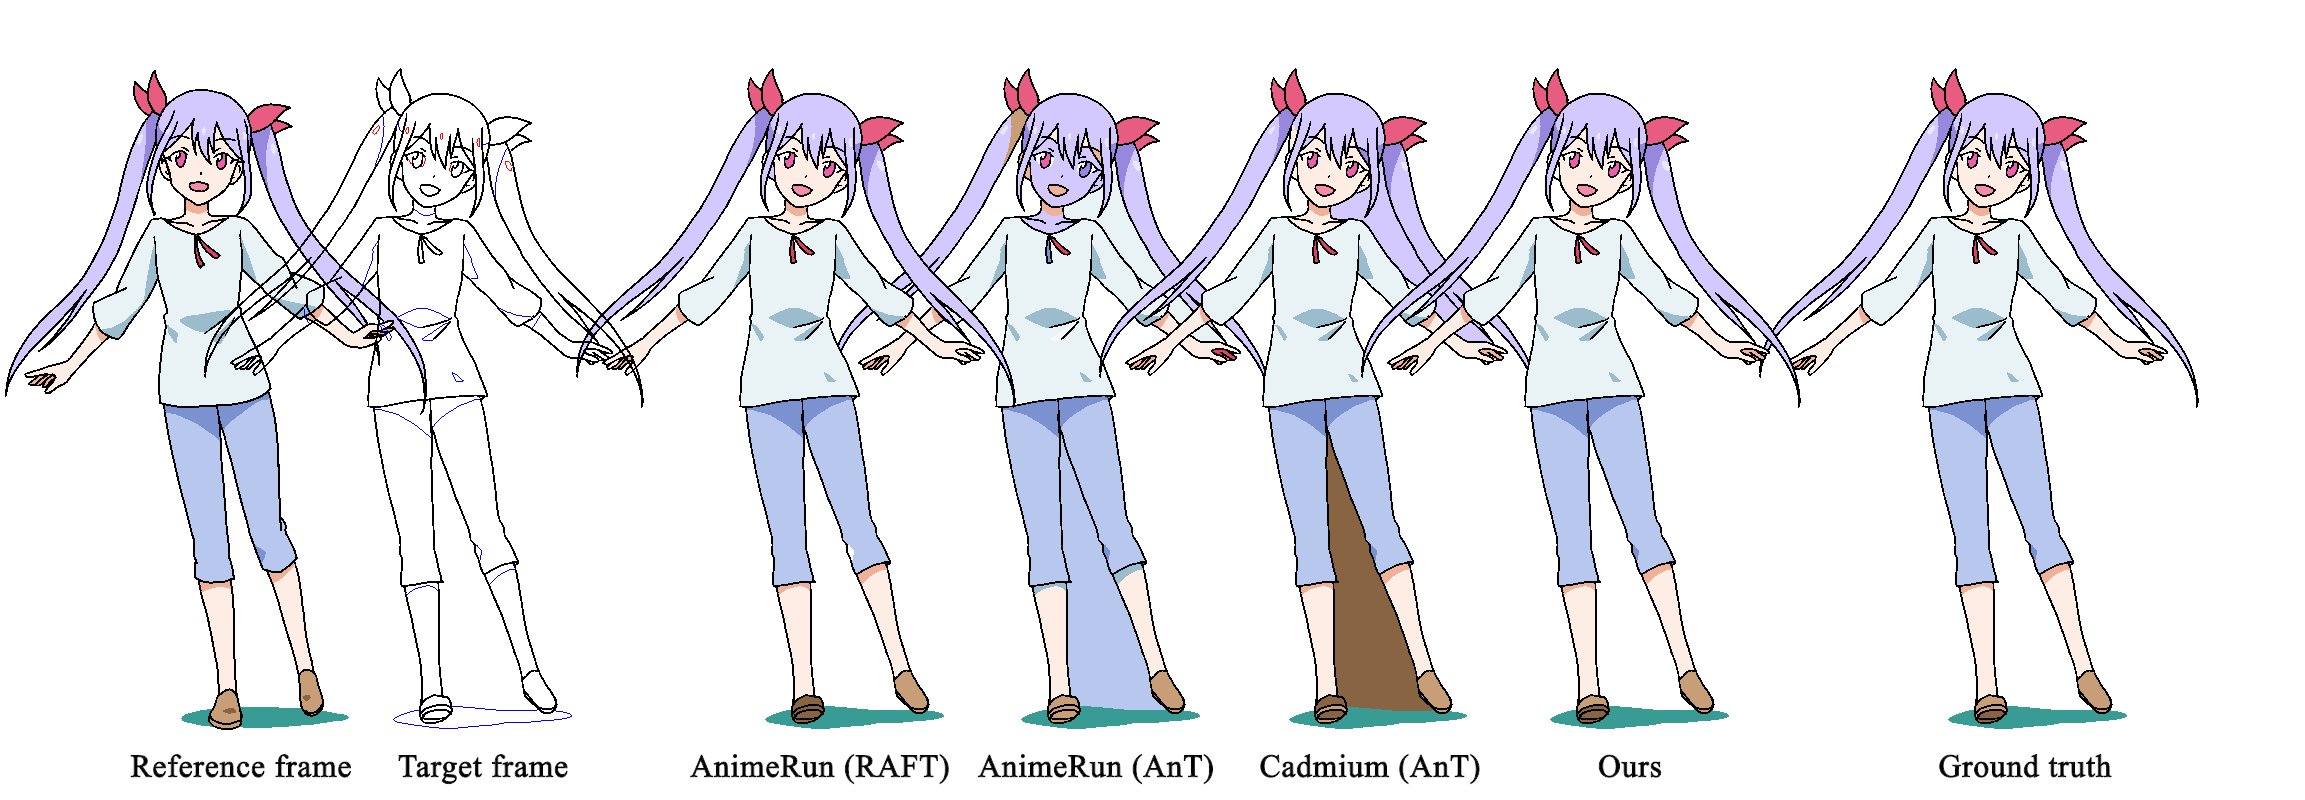 Reference frame
Target frame
AnimeRun (RAFT)
AnimeRun (AnT)
Cadmium (AnT)
Ours
Ground truth